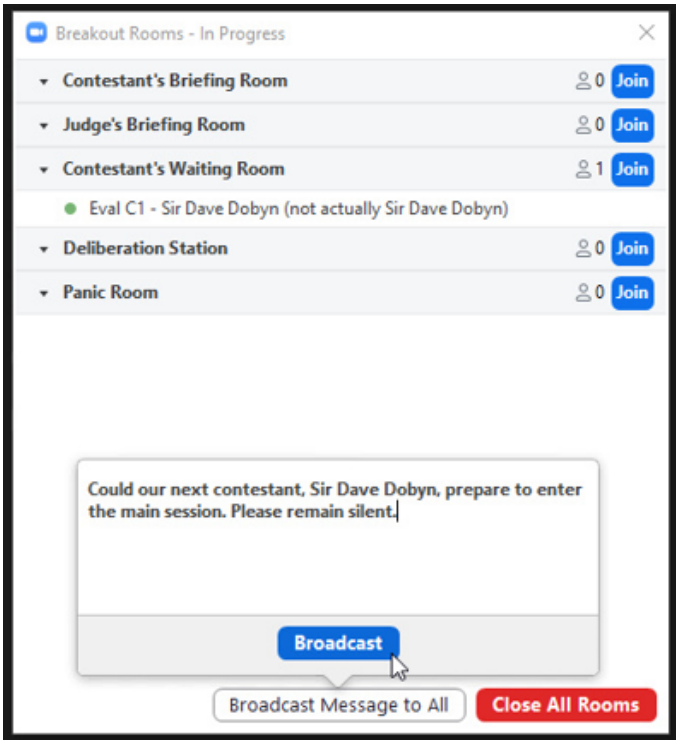 Breakout Rooms - In Progress
Contestant's Briefing Room 0 Join
Judge's Briefing Room 0 Join
Contestant's Waiting Room 1 Join
Eval C1 - Sir Dave Dobyn (not actually Sir Dave Dobyn)
Deliberation Station 0 Join
Panic Room 0 Join
Could our next contestant, Sir Dave Dobyn, prepare to enter
the main session. Please remain silent.
Broadcast
Broadcast Message to All Close All Rooms